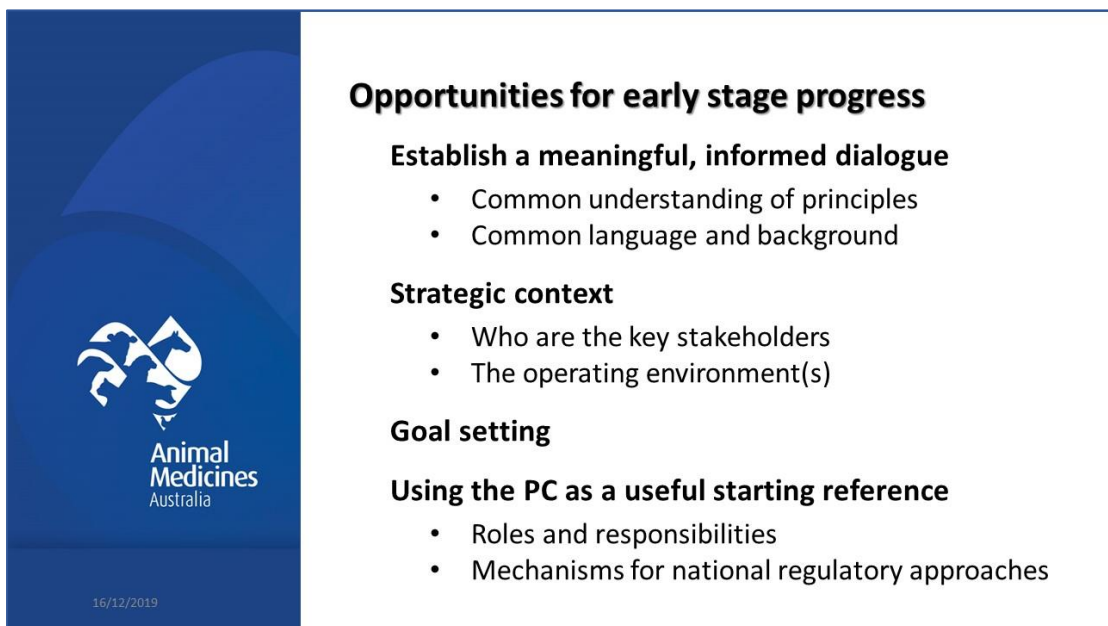 Opportunities for early stage progress
Establish a meaningful, informed dialogue
• Common understanding of principles
• Common language and background
Strategic context
• Who are the key stakeholders
• The operating environment(s)
Goal setting
Using the PC as a useful starting reference
• Roles and responsibilities
• Mechanisms for national regulatory approaches
Animal
Medicines
Australia
16/12/2019